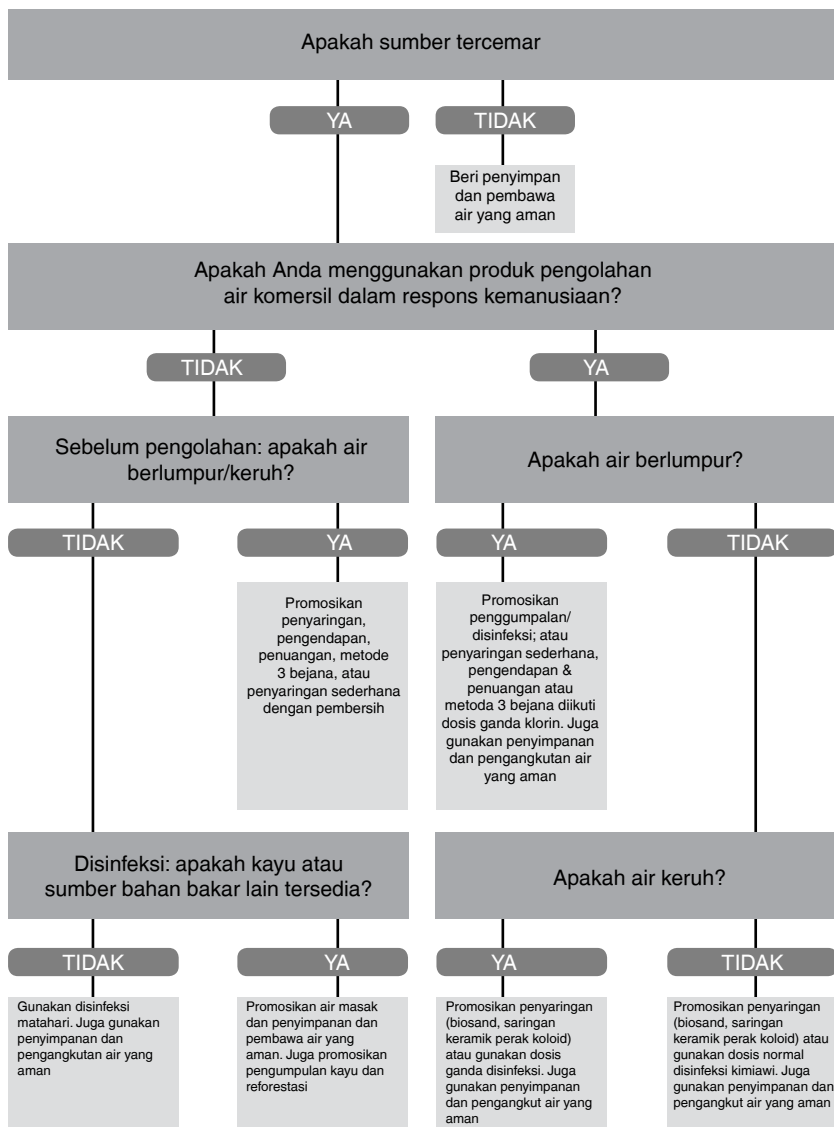 Apakah sumber tercemar
YA
TIDAK
Beri penyimpan
dan pembawa
air yang aman
Apakah Anda menggunakan produk pengolahan
air komersil dalam respons kemanusiaan?
TIDAK
YA
Sebelum pengolahan: apakah air
berlumpur/keruh?
Apakah air berlumpur?
TIDAK
YA
YA
TIDAK
Promosikan
penyaringan,
pengendapan,
penuangan, metode
3 bejana, atau
penyaringan sederhana
dengan pembersih
Promosikan
penggumpalan/
disinfeksi; atau
penyaringan sederhana,
pengendapan &
penuangan atau
metoda 3 bejana diikuti
dosis ganda klorin. Juga
gunakan penyimpanan
dan pengangkutan air
yang aman
Disinfeksi: apakah kayu atau
sumber bahan bakar lain tersedia?
Apakah air keruh?
TIDAK
YA
YA
TIDAK
Gunakan disinfeksi
matahari. Juga gunakan
penyimpanan dan
pengangkutan air yang
aman
Promosikan air masak
dan penyimpanan dan
pembawa air yang
aman. Juga promosikan
pengumpulan kayu dan
reforestasi
Promosikan penyaringan
(biosand, saringan
keramik perak koloid)
atau gunakan dosis
ganda disinfeksi. Juga
gunakan penyimpanan
dan pengangkut air yang
aman
Promosikan penyaringan
(biosand, saringan
keramik perak koloid) atau
gunakan dosis normal
disinfeksi kimiawi. Juga
gunakan penyimpanan dan
pengangkut air yang aman